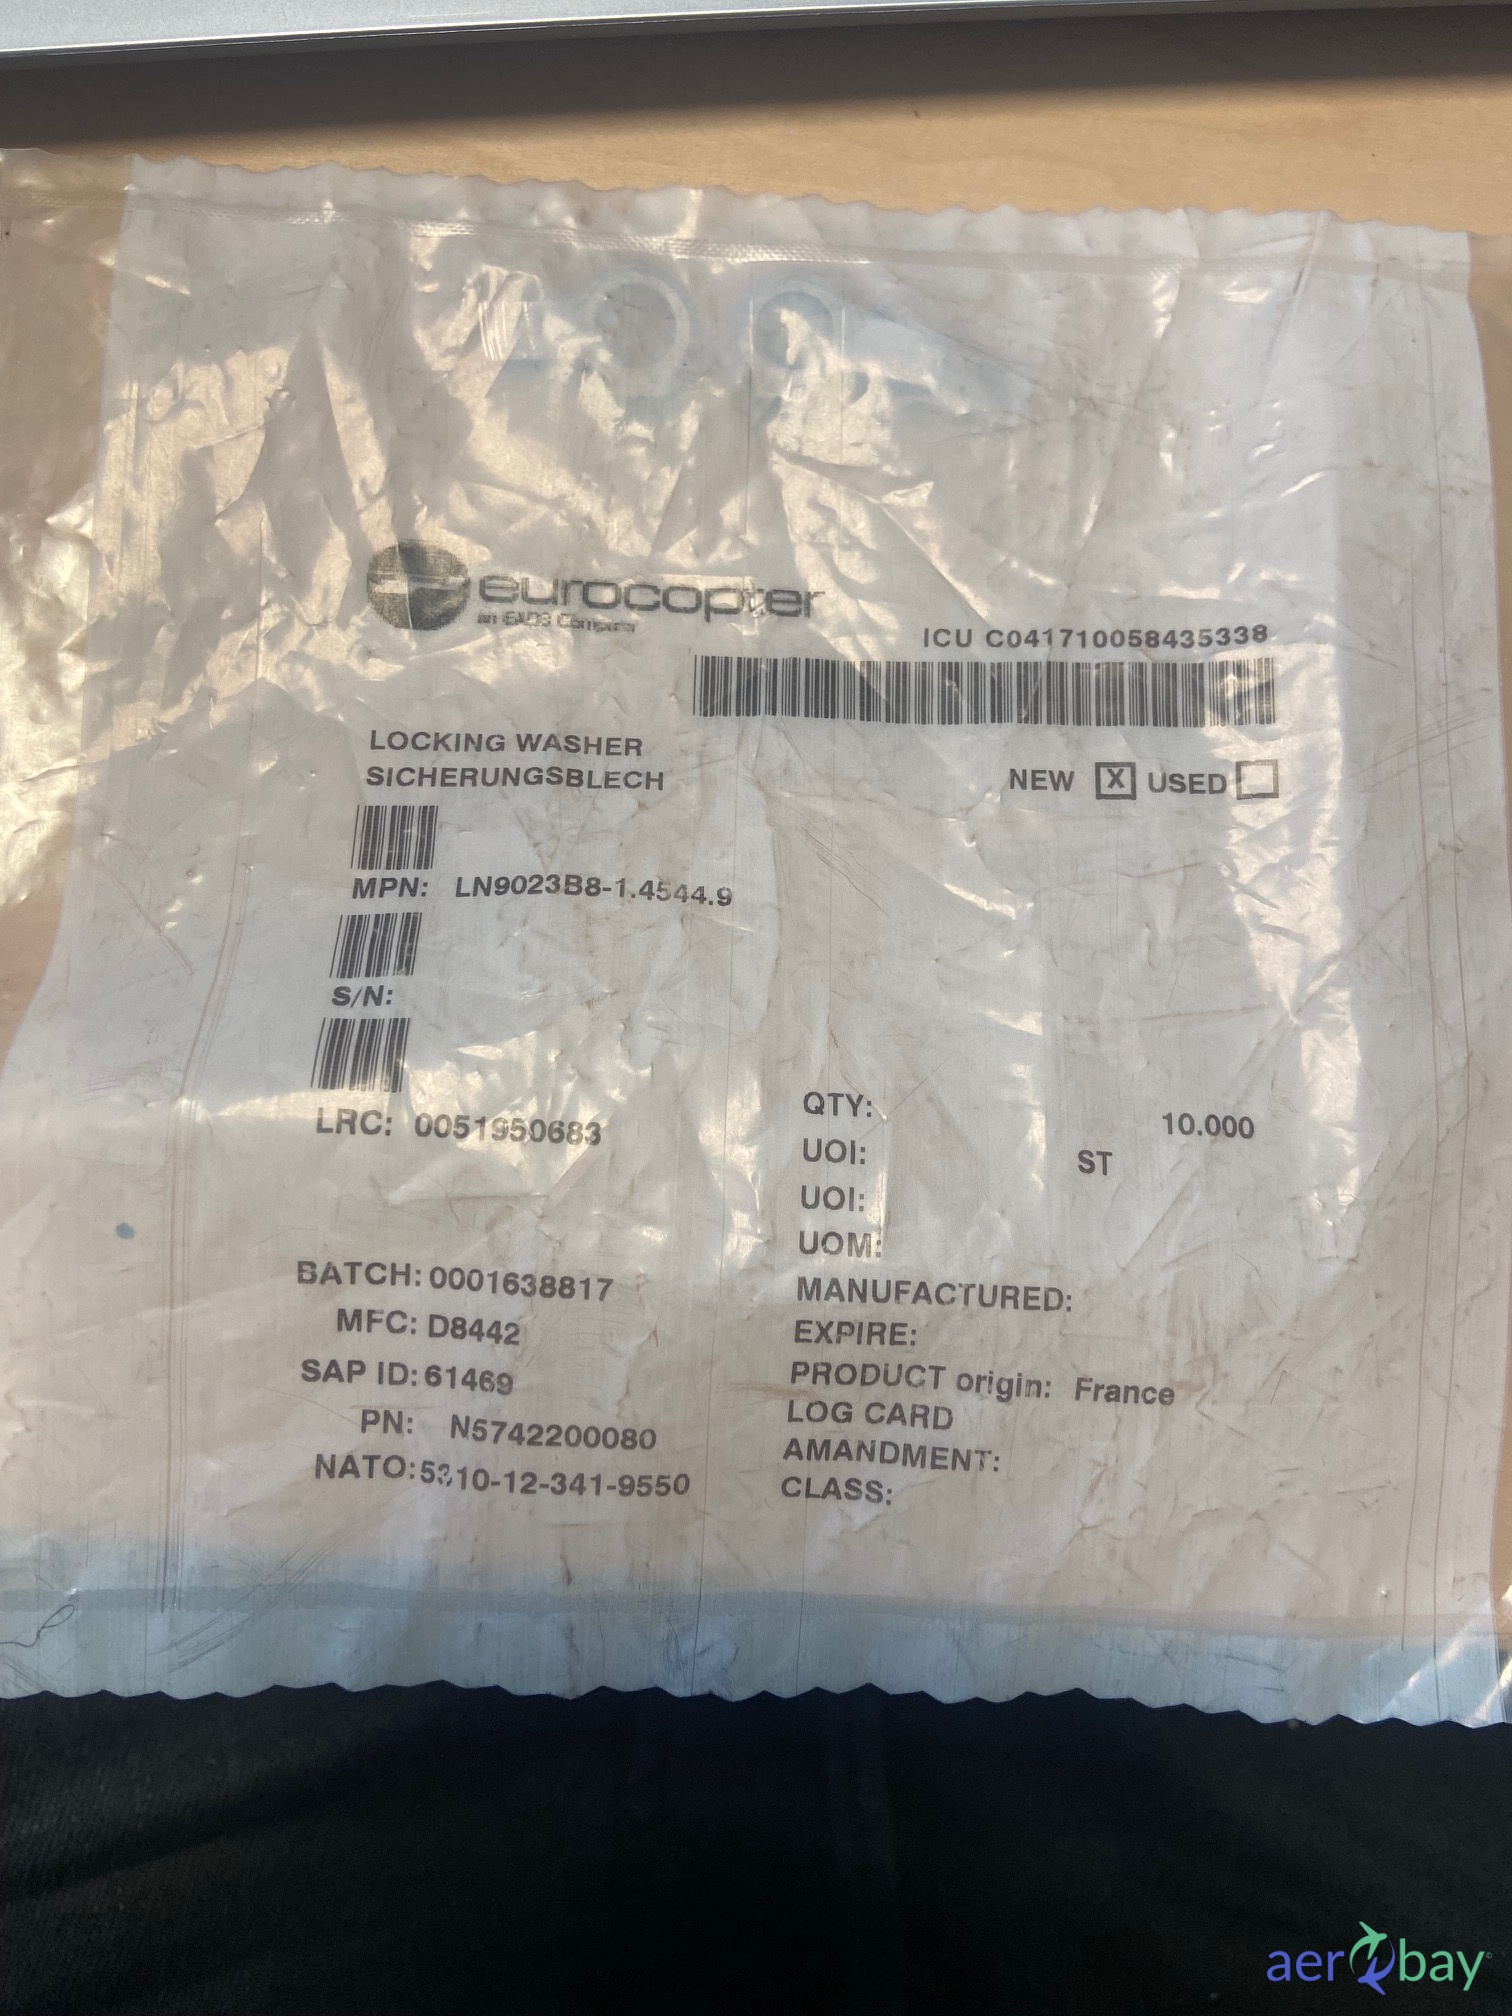 eurocopter
an EADS Company
ICU C041710058435338
LOCKING WASHER
SICHERUNGSBLECH
NEW X USED
MPN: LN9023B8-1.4544.9
S/N:
LRC: 0051950683
QTY: 10.000
UOI: ST
UOI:
UOM:
BATCH: 0001638817
MFC: D8442
SAP ID: 61469
PN: N5742200080
NATO: 5310-12-341-9550
MANUFACTURED:
EXPIRE:
PRODUCT origin: France
LOG CARD
AMANDMENT:
CLASS:
aerobay